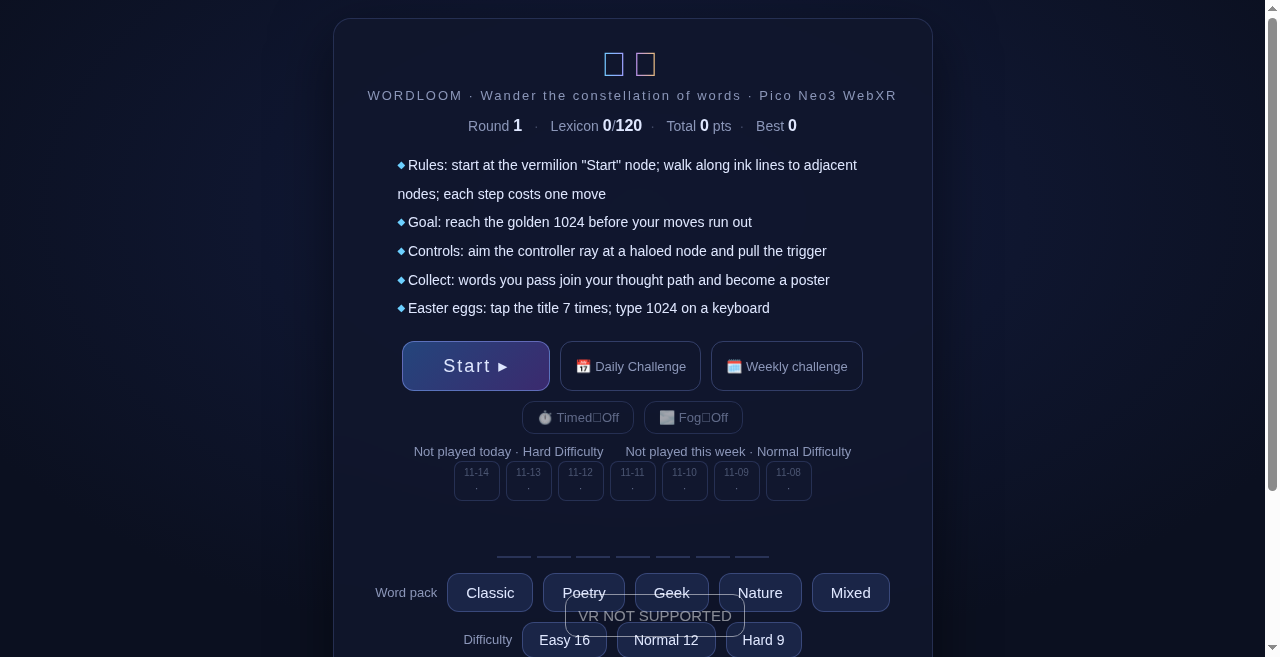 WORDLOOM · Wander the constellation of words · Pico Neo3 WebXR
Round 1 · Lexicon 0/120 · Total 0 pts · Best 0
◆ Rules: start at the vermilion "Start" node; walk along ink lines to adjacent
nodes; each step costs one move
◆ Goal: reach the golden 1024 before your moves run out
◆ Controls: aim the controller ray at a haloed node and pull the trigger
◆ Collect: words you pass join your thought path and become a poster
◆ Easter eggs: tap the title 7 times; type 1024 on a keyboard
Start ▸ 📅 Daily Challenge 🗓️ Weekly challenge
⏱️ Timed Off 🌫️ Fog Off
Not played today · Hard Difficulty Not played this week · Normal Difficulty
11-14 11-13 11-12 11-11 11-10 11-09 11-08
· · · · · · ·
Word pack Classic Poetry Geek Nature Mixed
VR NOT SUPPORTED
Difficulty Easy 16 Normal 12 Hard 9